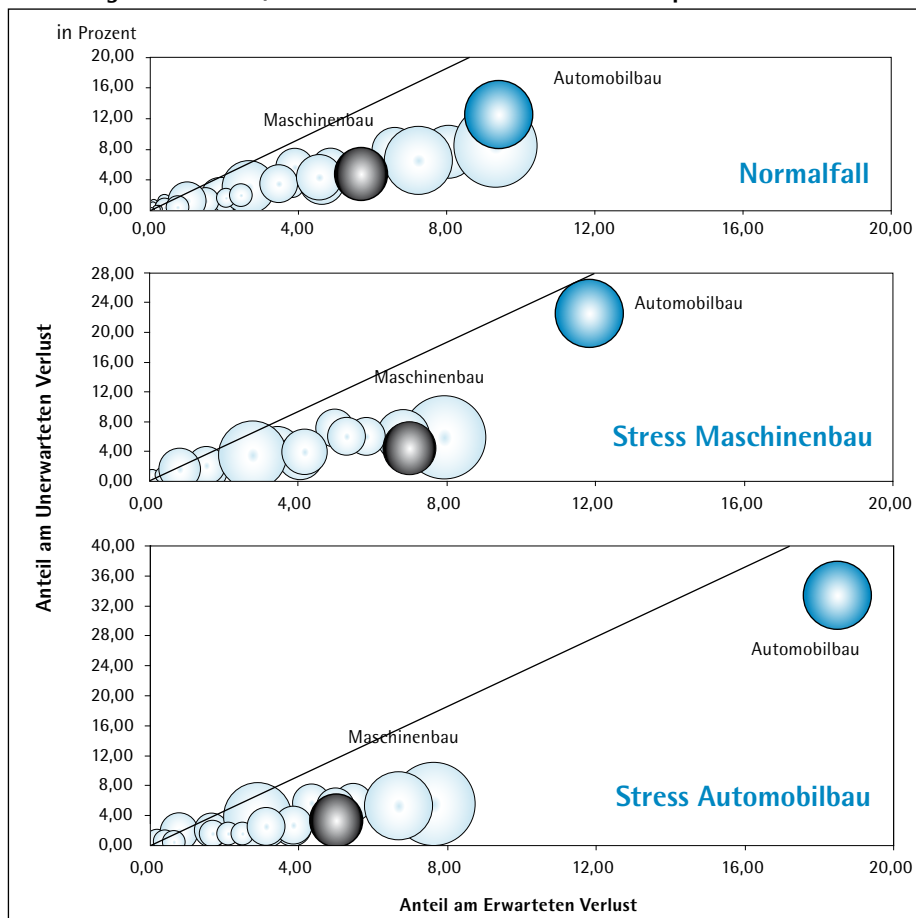 in Prozent
20,00
16,00
12,00
8,00
4,00
0,00
Automobilbau
Maschinenbau
Normalfall
0,00 4,00 8,00 12,00 16,00 20,00
28,00
24,00
20,00
16,00
12,00
8,00
4,00
0,00
Automobilbau
Maschinenbau
Stress Maschinenbau
0,00 4,00 8,00 12,00 16,00 20,00
40,00
36,00
32,00
28,00
24,00
20,00
16,00
12,00
8,00
4,00
0,00
Automobilbau
Maschinenbau
Stress Automobilbau
0,00 4,00 8,00 12,00 16,00 20,00
Anteil am Unerwarteten Verlust
Anteil am Erwarteten Verlust